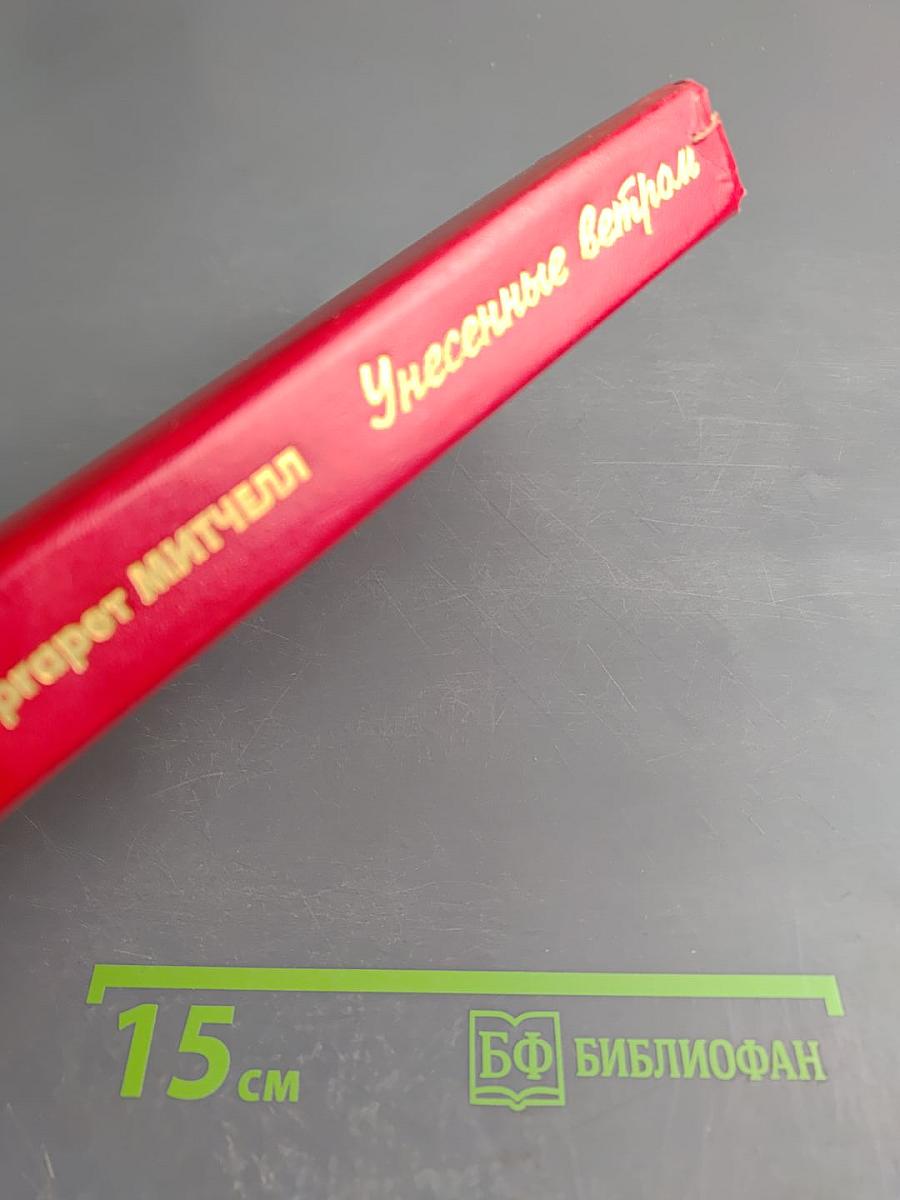 ргарет МИТЧЕЛЛ
Унесенные ветром
15 см
БФ БИБЛИОФАН